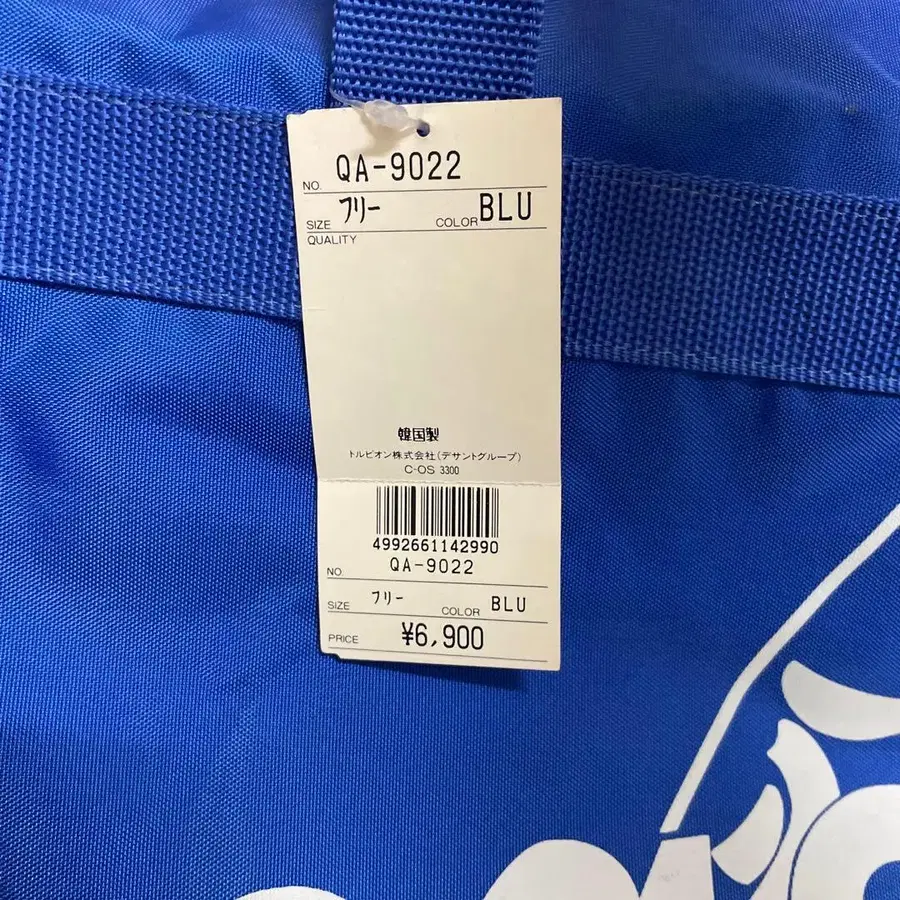 NO. QA-9022
SIZE フリー COLOR BLU
QUALITY
韓国製
トルビオン株式会社(デサントグループ)
C-OS 3300
4992661142990
NO. QA-9022
SIZE フリー COLOR BLU
PRICE ¥6,900